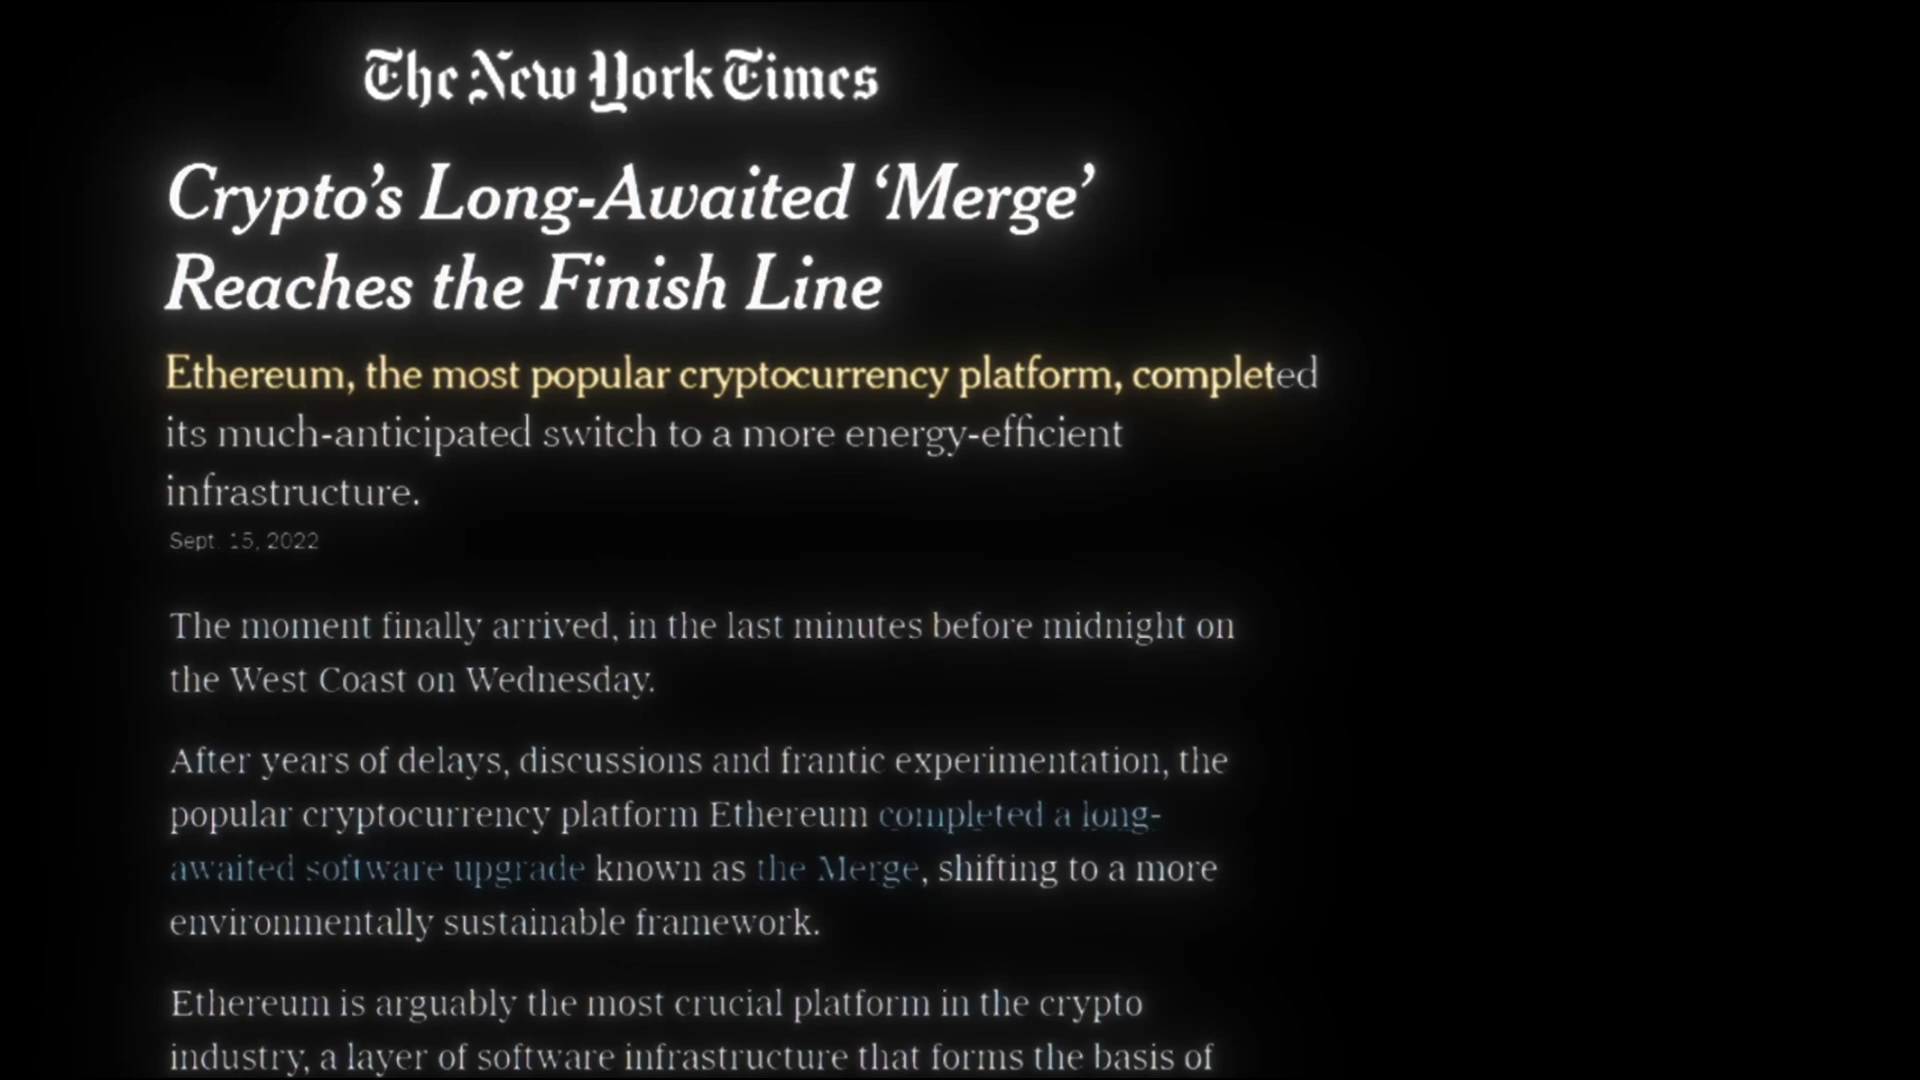 The New York Times
Crypto’s Long-Awaited ‘Merge’
Reaches the Finish Line
Ethereum, the most popular cryptocurrency platform, completed
its much-anticipated switch to a more energy-efficient
infrastructure.
Sept. 15, 2022
The moment finally arrived, in the last minutes before midnight on
the West Coast on Wednesday.
After years of delays, discussions and frantic experimentation, the
popular cryptocurrency platform Ethereum completed a long-
awaited software upgrade known as the Merge, shifting to a more
environmentally sustainable framework.
Ethereum is arguably the most crucial platform in the crypto
industry, a layer of software infrastructure that forms the basis of